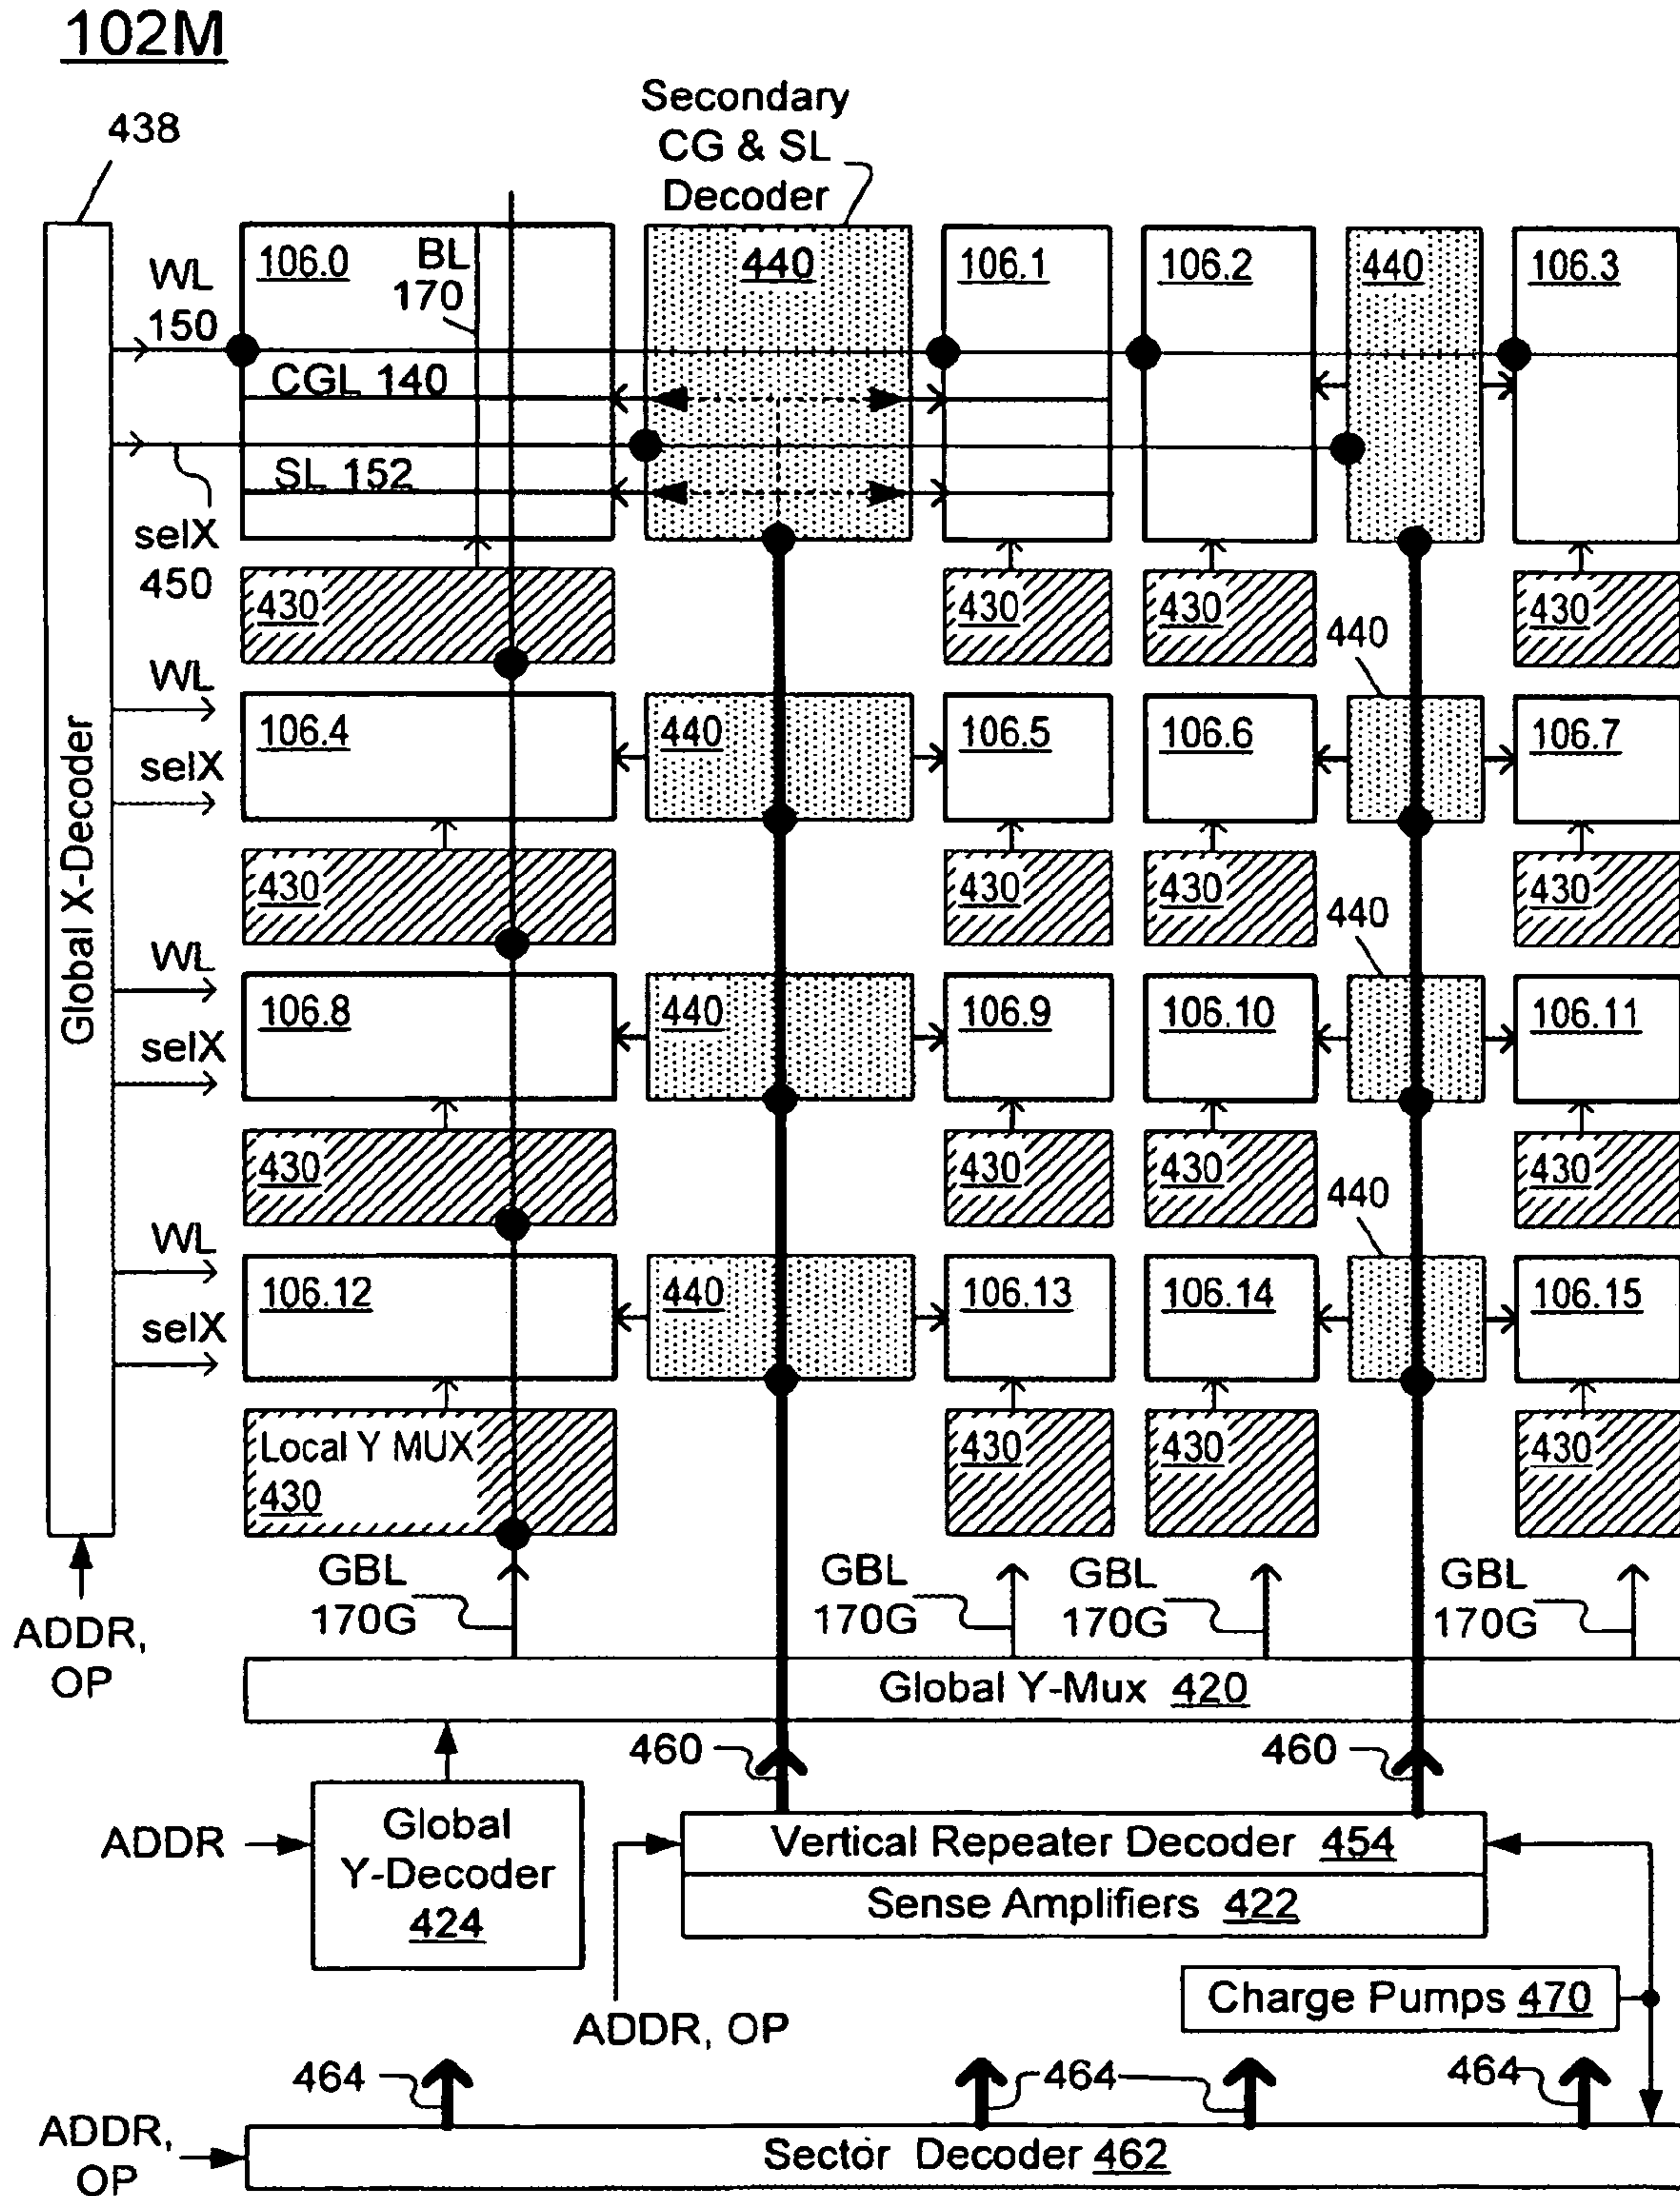 102M
438
Secondary
CG & SL
Decoder
WL
150
106.0
BL
170
440
106.1
106.2
440
106.3
CGL 140
SL 152
selX
450
430
430
430
430
440
WL
selX
106.4
440
106.5
106.6
106.7
Global X-Decoder
430
430
430
430
440
WL
selX
106.8
440
106.9
106.10
106.11
430
430
430
430
440
WL
selX
106.12
440
106.13
106.14
106.15
Local Y MUX
430
430
430
430
ADDR,
OP
GBL
170G
GBL
170G
GBL
170G
GBL
170G
Global Y-Mux 420
460
460
ADDR
Global
Y-Decoder
424
Vertical Repeater Decoder 454
Sense Amplifiers 422
ADDR, OP
Charge Pumps 470
464
464
464
ADDR,
OP
Sector Decoder 462